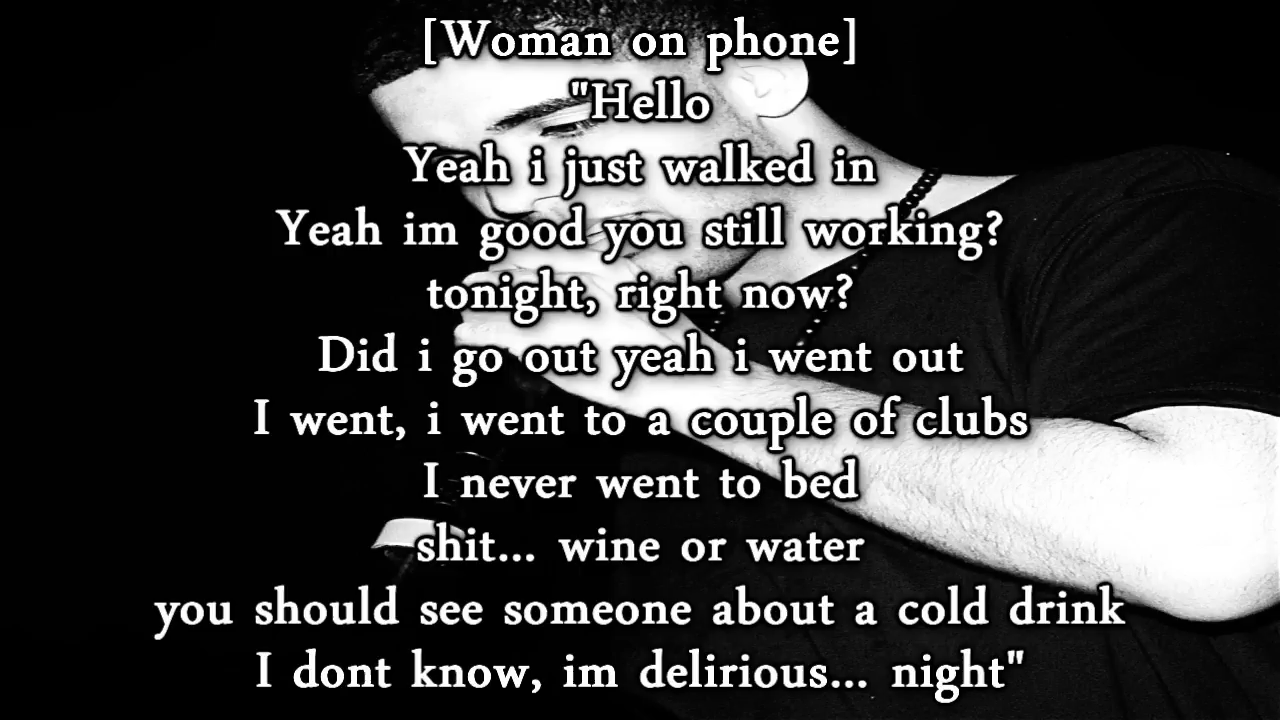 [Woman on phone]
"Hello
Yeah i just walked in
Yeah im good you still working?
tonight, right now?
Did i go out yeah i went out
I went, i went to a couple of clubs
I never went to bed
shit... wine or water
you should see someone about a cold drink
I dont know, im delirious... night"